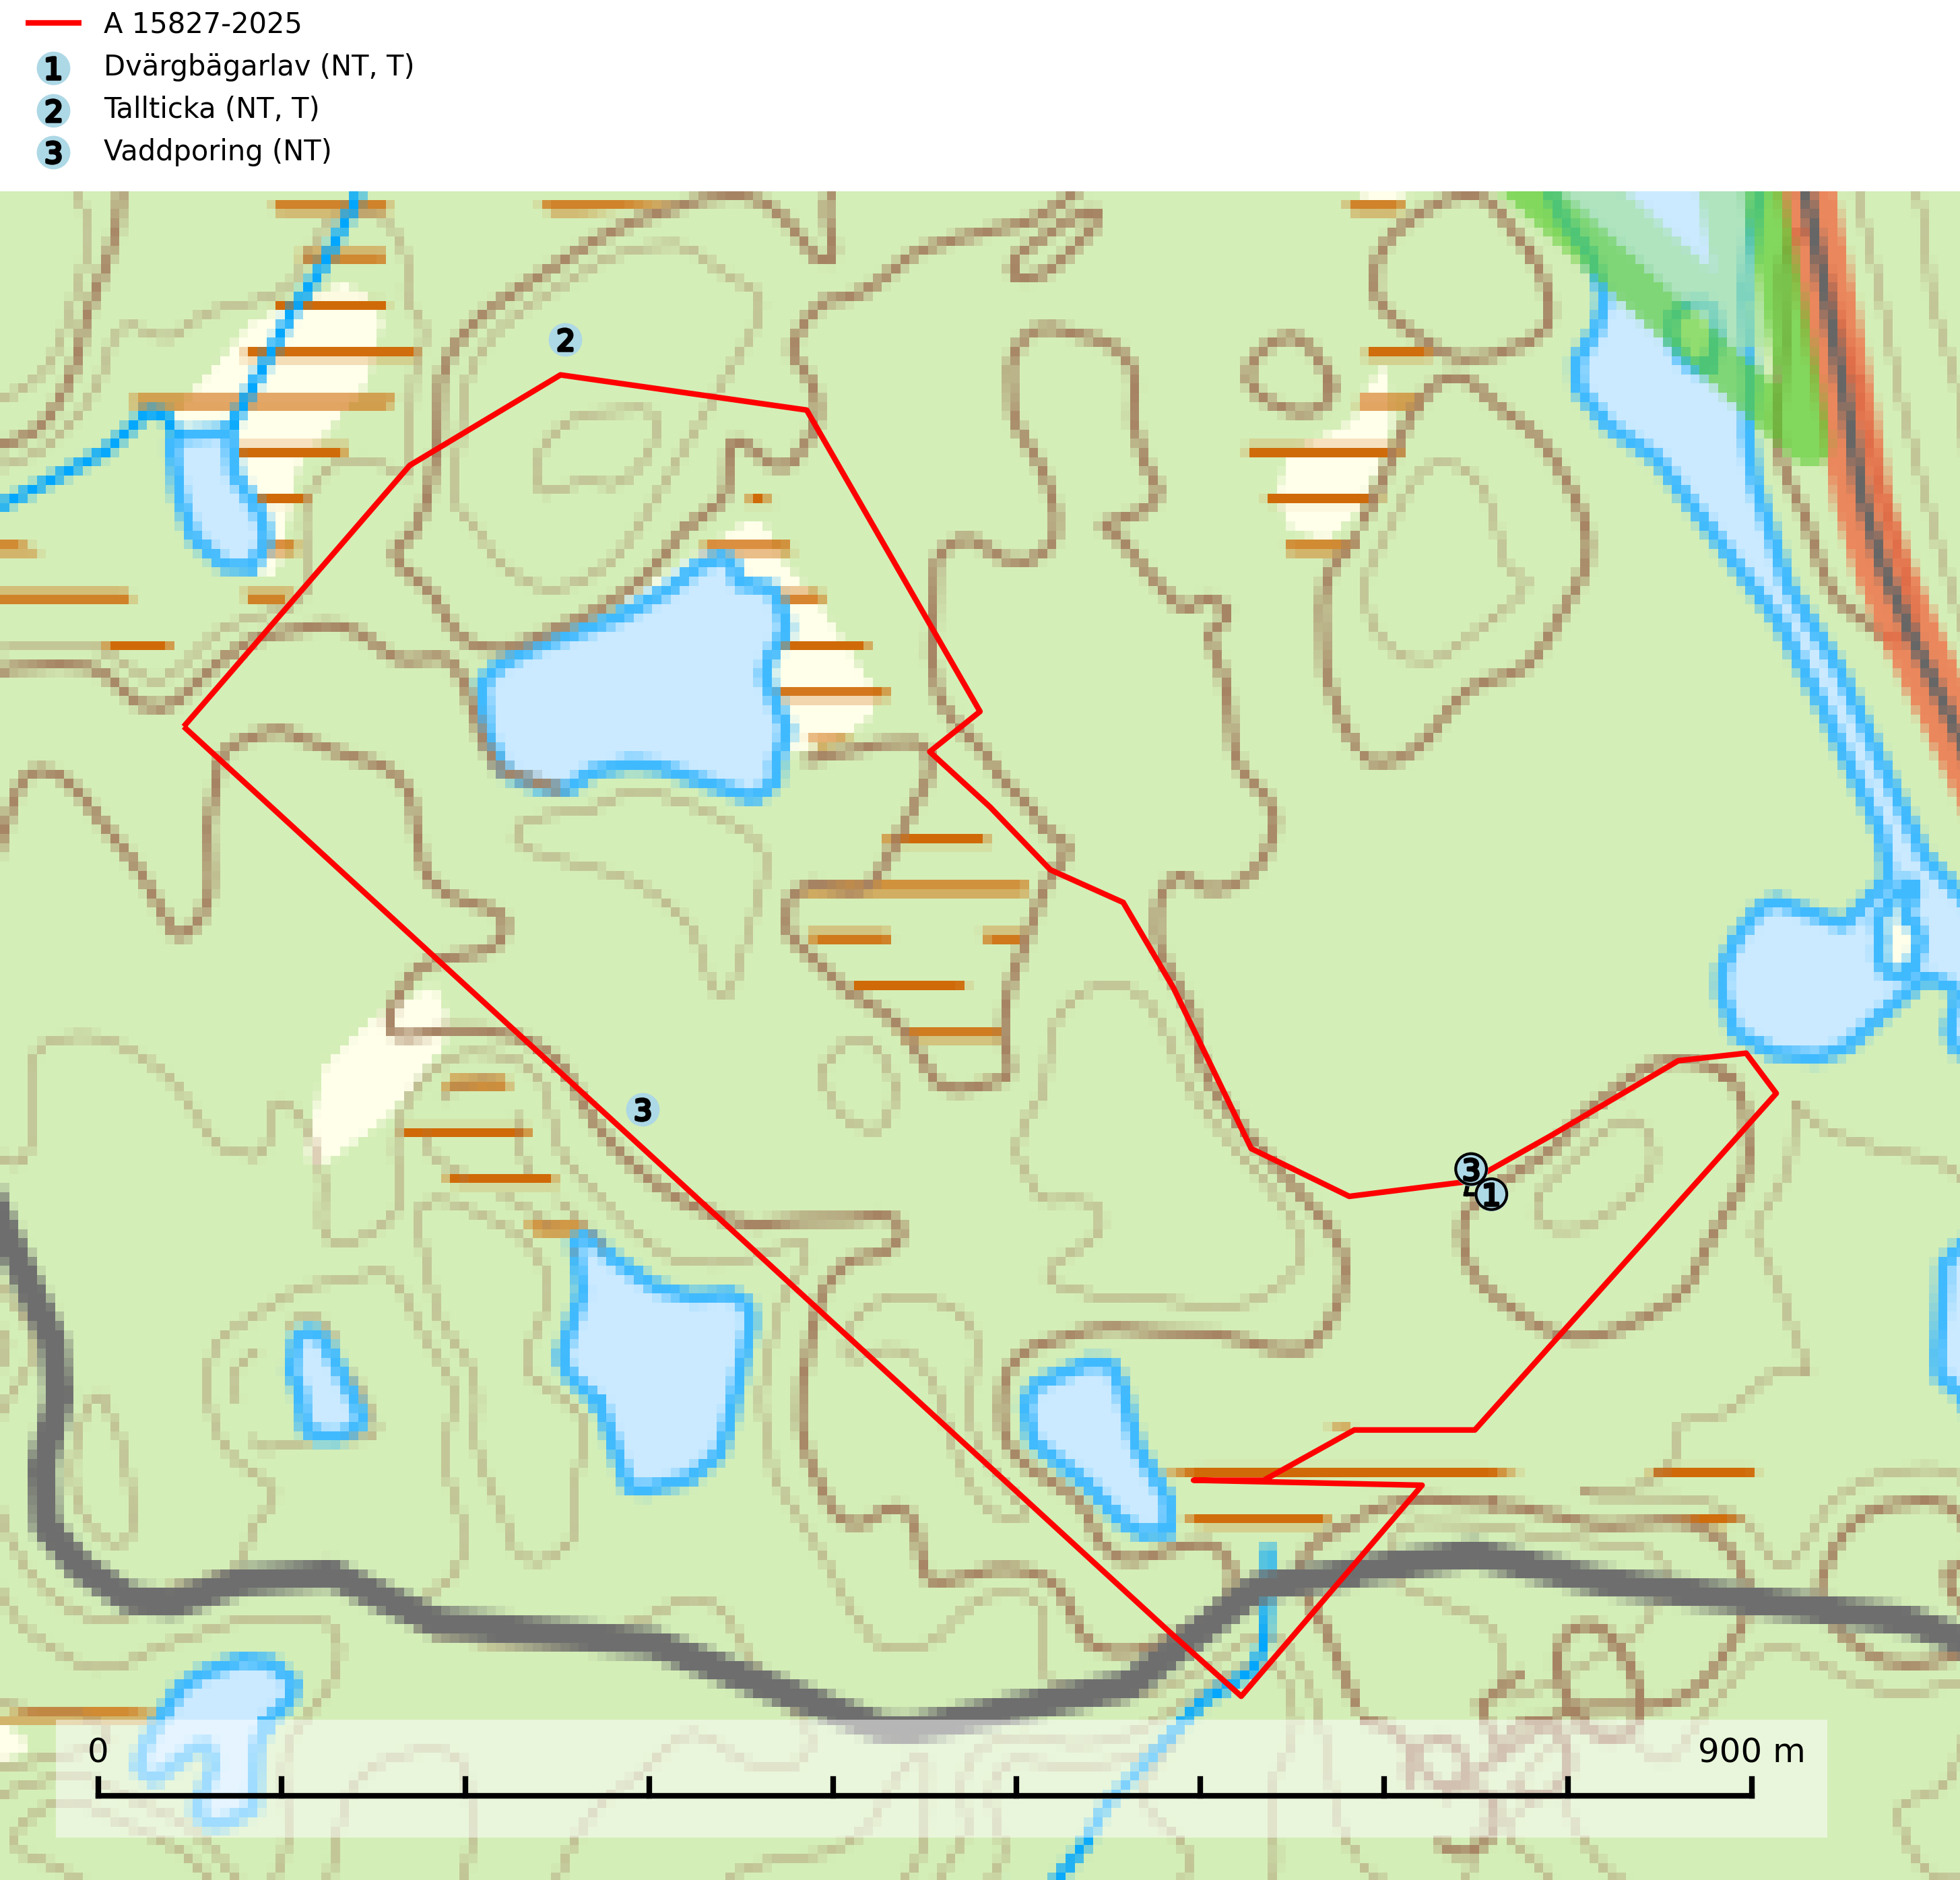 A 15827-2025
1 Dvärgbägarlav (NT, T)
2 Tallticka (NT, T)
3 Vaddporing (NT)
2
3
3
1
0 900 m